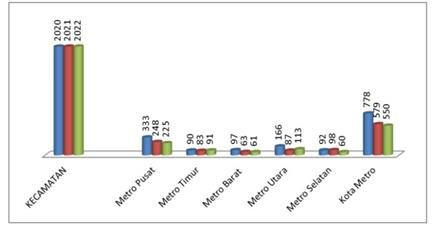 2020 2021 2022
333 248 225
90 83 91
97 63 61
166 87 113
92 98 60
778 579 550
KECAMATAN
Metro Pusat
Metro Timur
Metro Barat
Metro Utara
Metro Selatan
Kota Metro